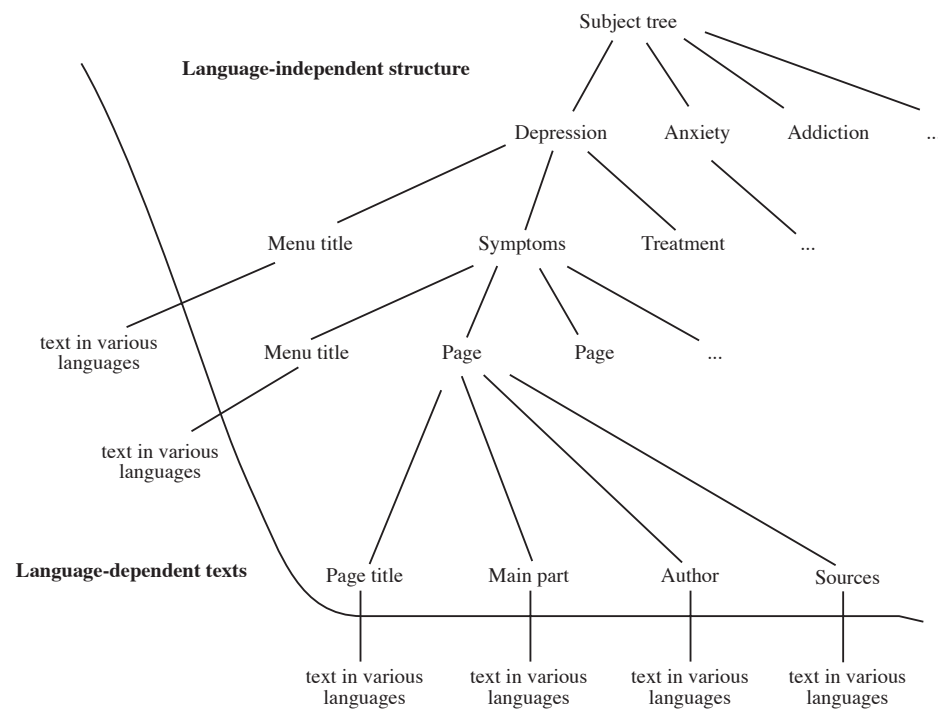 Subject tree
Language-independent structure
Depression
Anxiety
Addiction
..
Menu title
Symptoms
Treatment
...
text in various
languages
Menu title
Page
Page
...
text in various
languages
Language-dependent texts
Page title
Main part
Author
Sources
text in various
languages
text in various
languages
text in various
languages
text in various
languages